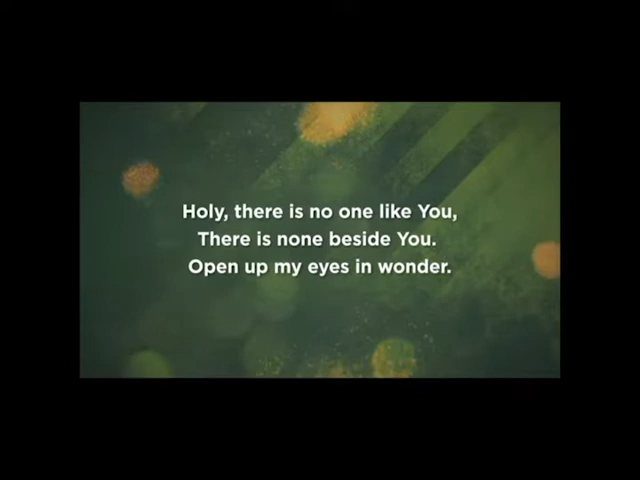 Holy, there is no one like You,
There is none beside You.
Open up my eyes in wonder.